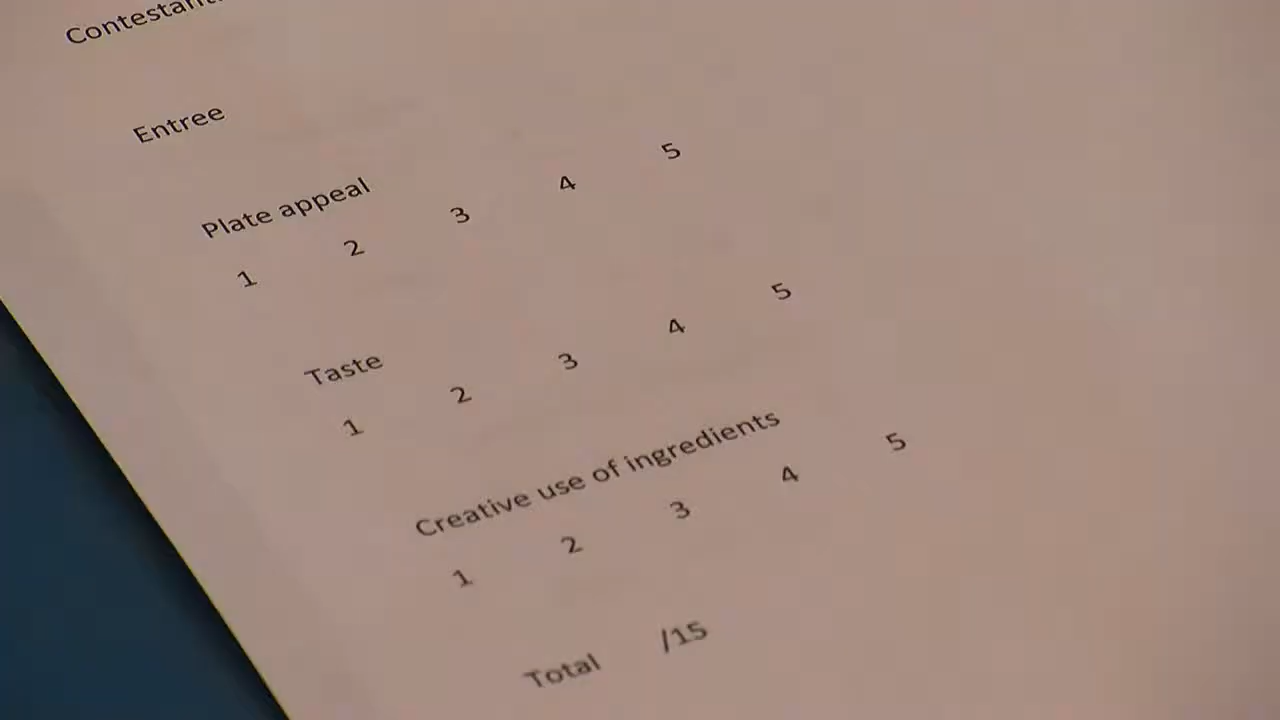 Entree
Plate appeal
1 2 3 4 5
Taste
1 2 3 4 5
Creative use of ingredients
1 2 3 4 5
Total /15